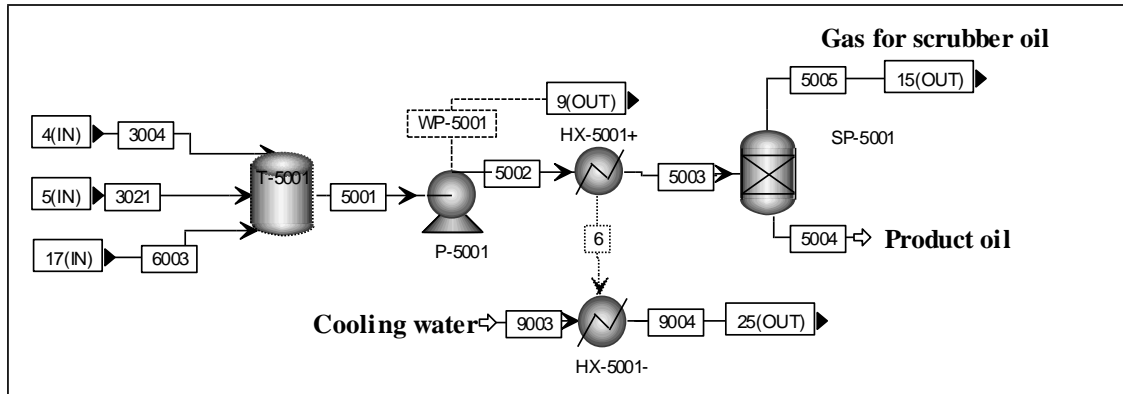 Gas for scrubber oil
5005
15(OUT)
9(OUT)
WP-5001
HX-5001+
SP-5001
4(IN)
3004
5002
5003
T-5001
5(IN)
3021
5001
P-5001
17(IN)
6003
6
5004
Product oil
Cooling water
9003
9004
25(OUT)
HX-5001-